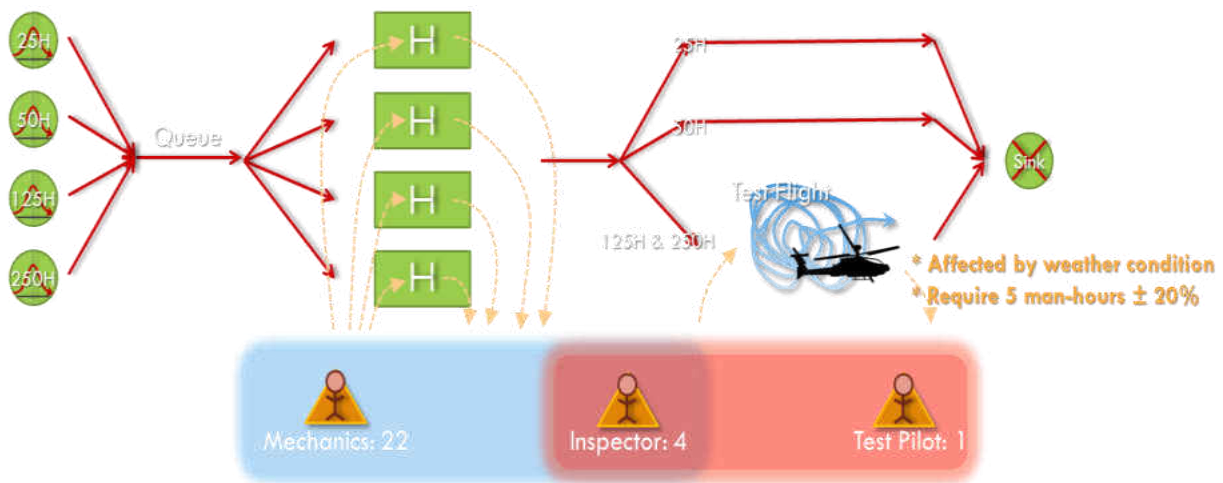 25H
50H
125H
250H
Queue
H
H
H
H
25H
50H
125H & 250H
Test Flight
Sink
* Affected by weather condition
* Require 5 man-hours ± 20%
Mechanics: 22
Inspector: 4
Test Pilot: 1